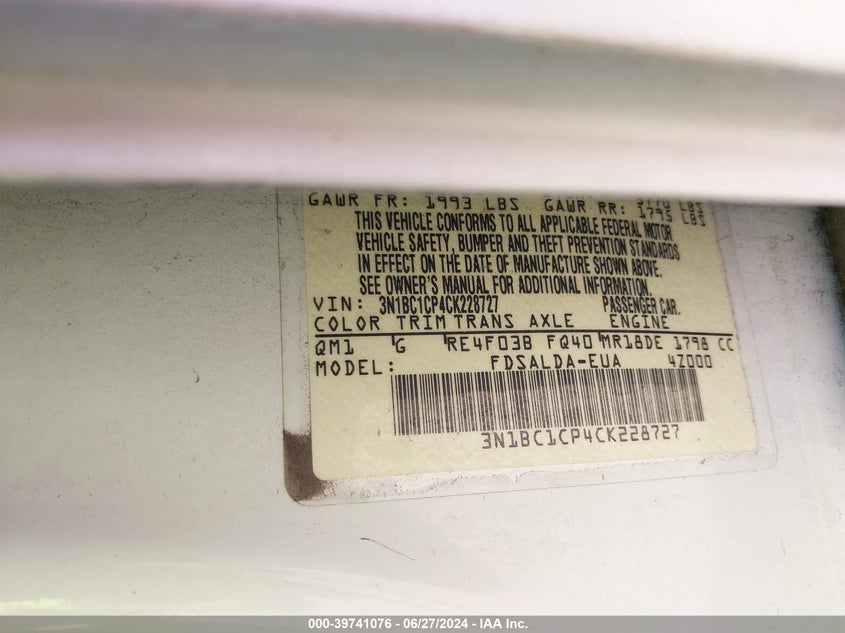 GAWR FR: 1993 LBS GAWR RR: 1795 LBS
THIS VEHICLE CONFORMS TO ALL APPLICABLE FEDERAL MOTOR
VEHICLE SAFETY, BUMPER AND THEFT PREVENTION STANDARDS
IN EFFECT ON THE DATE OF MANUFACTURE SHOWN ABOVE.
SEE OWNER'S MANUAL FOR ADDITIONAL INFORMATION.
VIN: 3N1BC1CP4CK228727 PASSENGER CAR.
COLOR TRIM TRANS AXLE ENGINE
QM1 G RE4F03B FQ40 MR18DE 1798 CC
MODEL: FDSALDA-EUA 4Z000
3N1BC1CP4CK228727
000-39741076 - 06/27/2024 - IAA Inc.